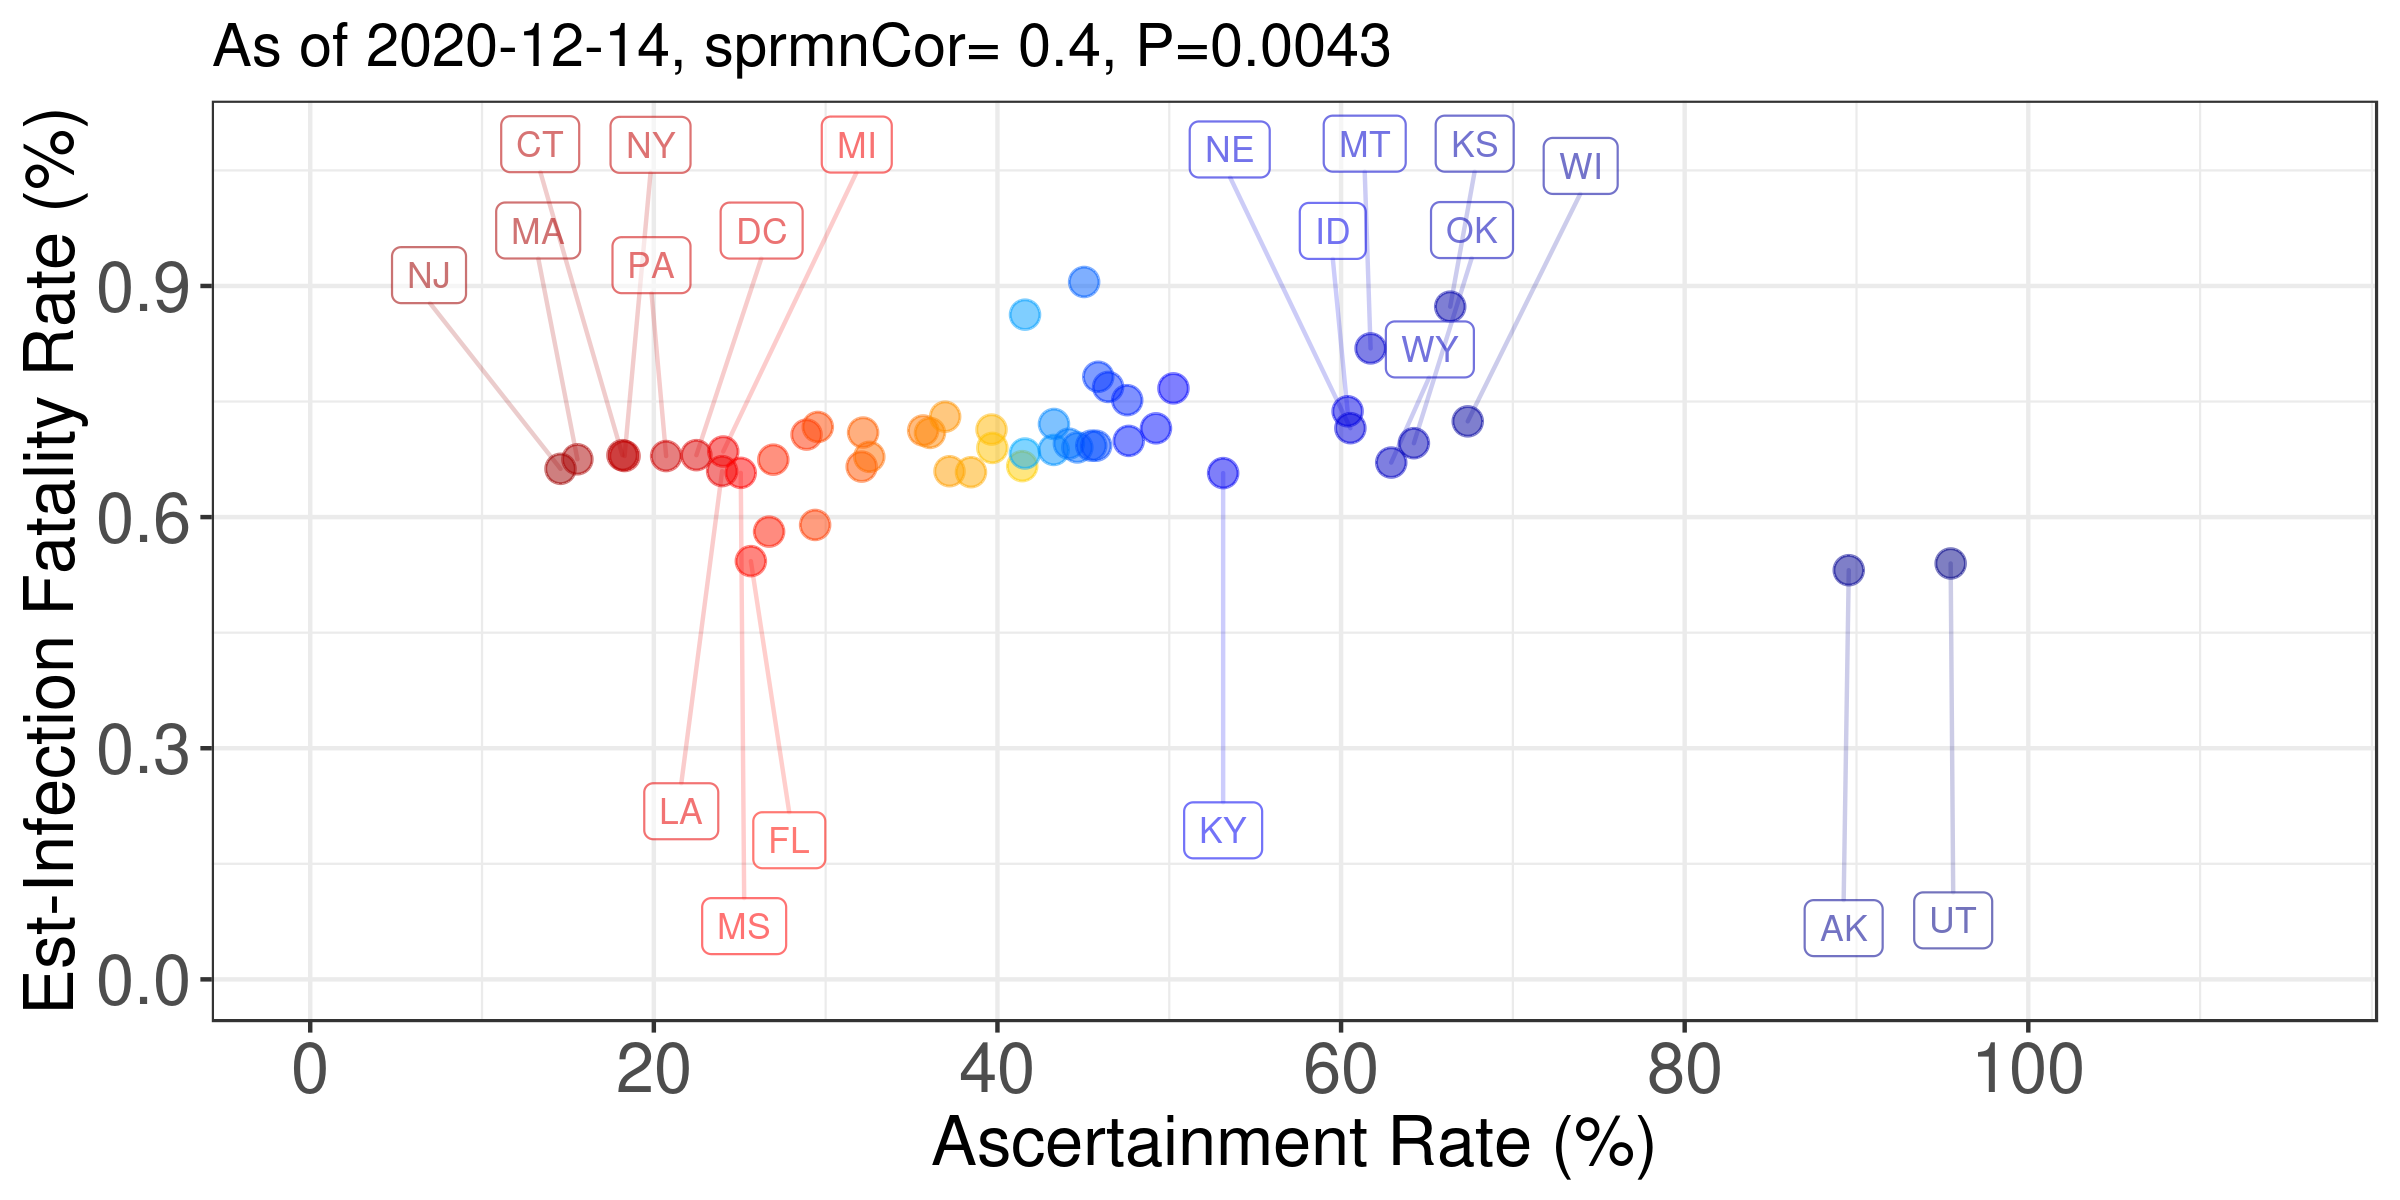 As of 2020-12-14, sprmnCor= 0.4, P=0.0043
Est-Infection Fatality Rate (%)
0.9
0.6
0.3
0.0
CT
NY
MI
NE
MT
KS
WI
MA
DC
ID
OK
NJ
PA
WY
LA
FL
KY
MS
AK
UT
0
20
40
60
80
100
Ascertainment Rate (%)